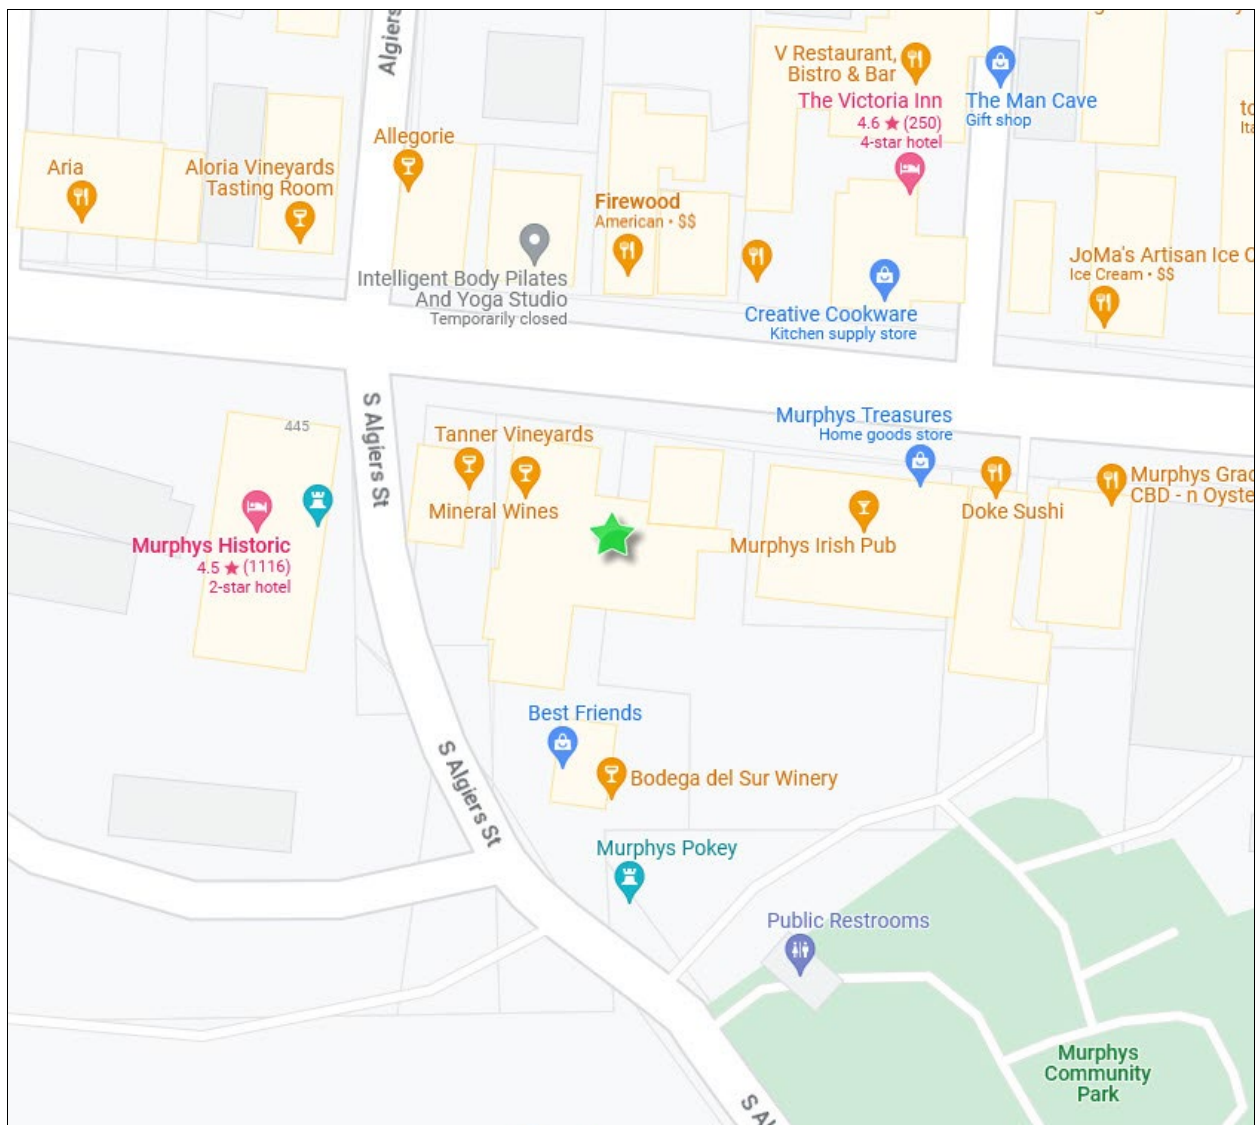 Algiers
V Restaurant,
Bistro & Bar
The Victoria Inn
4.6 ★ (250)
4-star hotel
The Man Cave
Gift shop
Allegorie
Aria
Aloria Vineyards
Tasting Room
Firewood
American • $$
Intelligent Body Pilates
And Yoga Studio
Temporarily closed
Creative Cookware
Kitchen supply store
JoMa's Artisan Ice C
Ice Cream • $$
S Algiers St
445
Tanner Vineyards
Mineral Wines
Murphys Treasures
Home goods store
Murphys Irish Pub
Doke Sushi
Murphys Grad
CBD - n Oyste
Murphys Historic
4.5 ★ (1116)
2-star hotel
Best Friends
Bodega del Sur Winery
S Algiers St
Murphys Pokey
Public Restrooms
Murphys
Community
Park